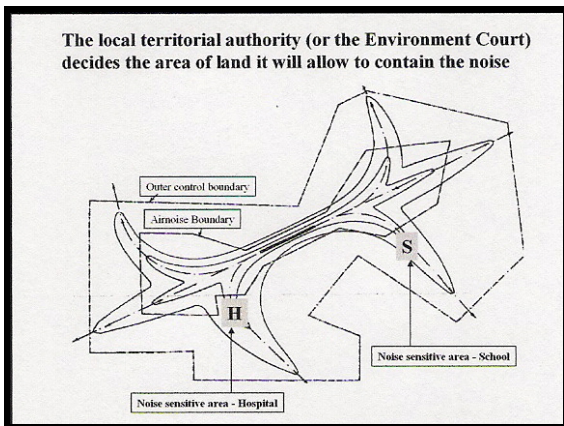 The local territorial authority (or the Environment Court)
decides the area of land it will allow to contain the noise
Outer control boundary
Airnoise Boundary
S
H
Noise sensitive area - School
Noise sensitive area - Hospital